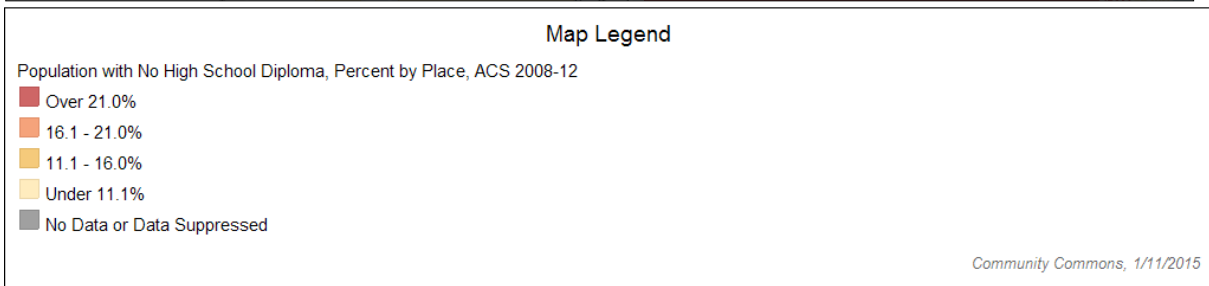 Map Legend
Population with No High School Diploma, Percent by Place, ACS 2008-12
Over 21.0%
16.1 - 21.0%
11.1 - 16.0%
Under 11.1%
No Data or Data Suppressed
Community Commons, 1/11/2015